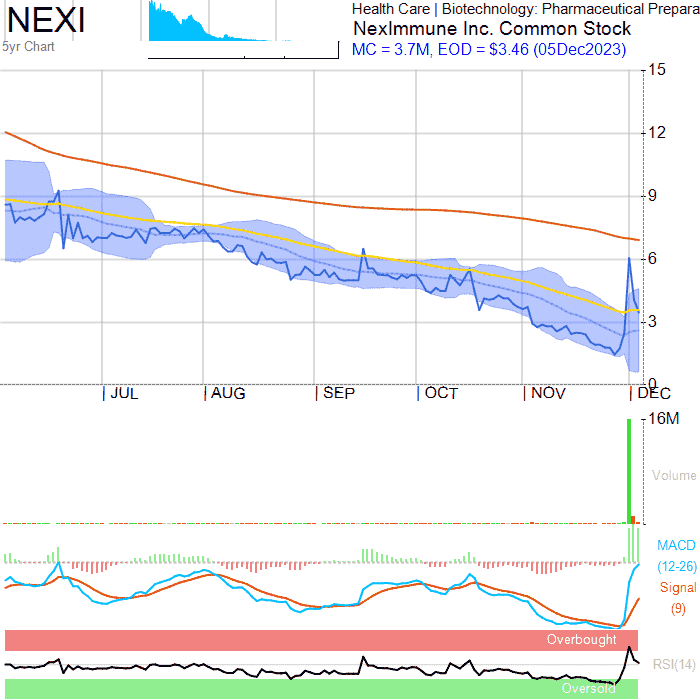 NEXI
5yr Chart
Health Care | Biotechnology: Pharmaceutical Prepara
NexImmune Inc. Common Stock
MC = 3.7M, EOD = $3.46 (05Dec2023)
15
12
9
6
3
0
JUL AUG SEP OCT NOV DEC
16M
Volume
MACD
(12-26)
Signal
(9)
Overbought
RSI(14)
Oversold